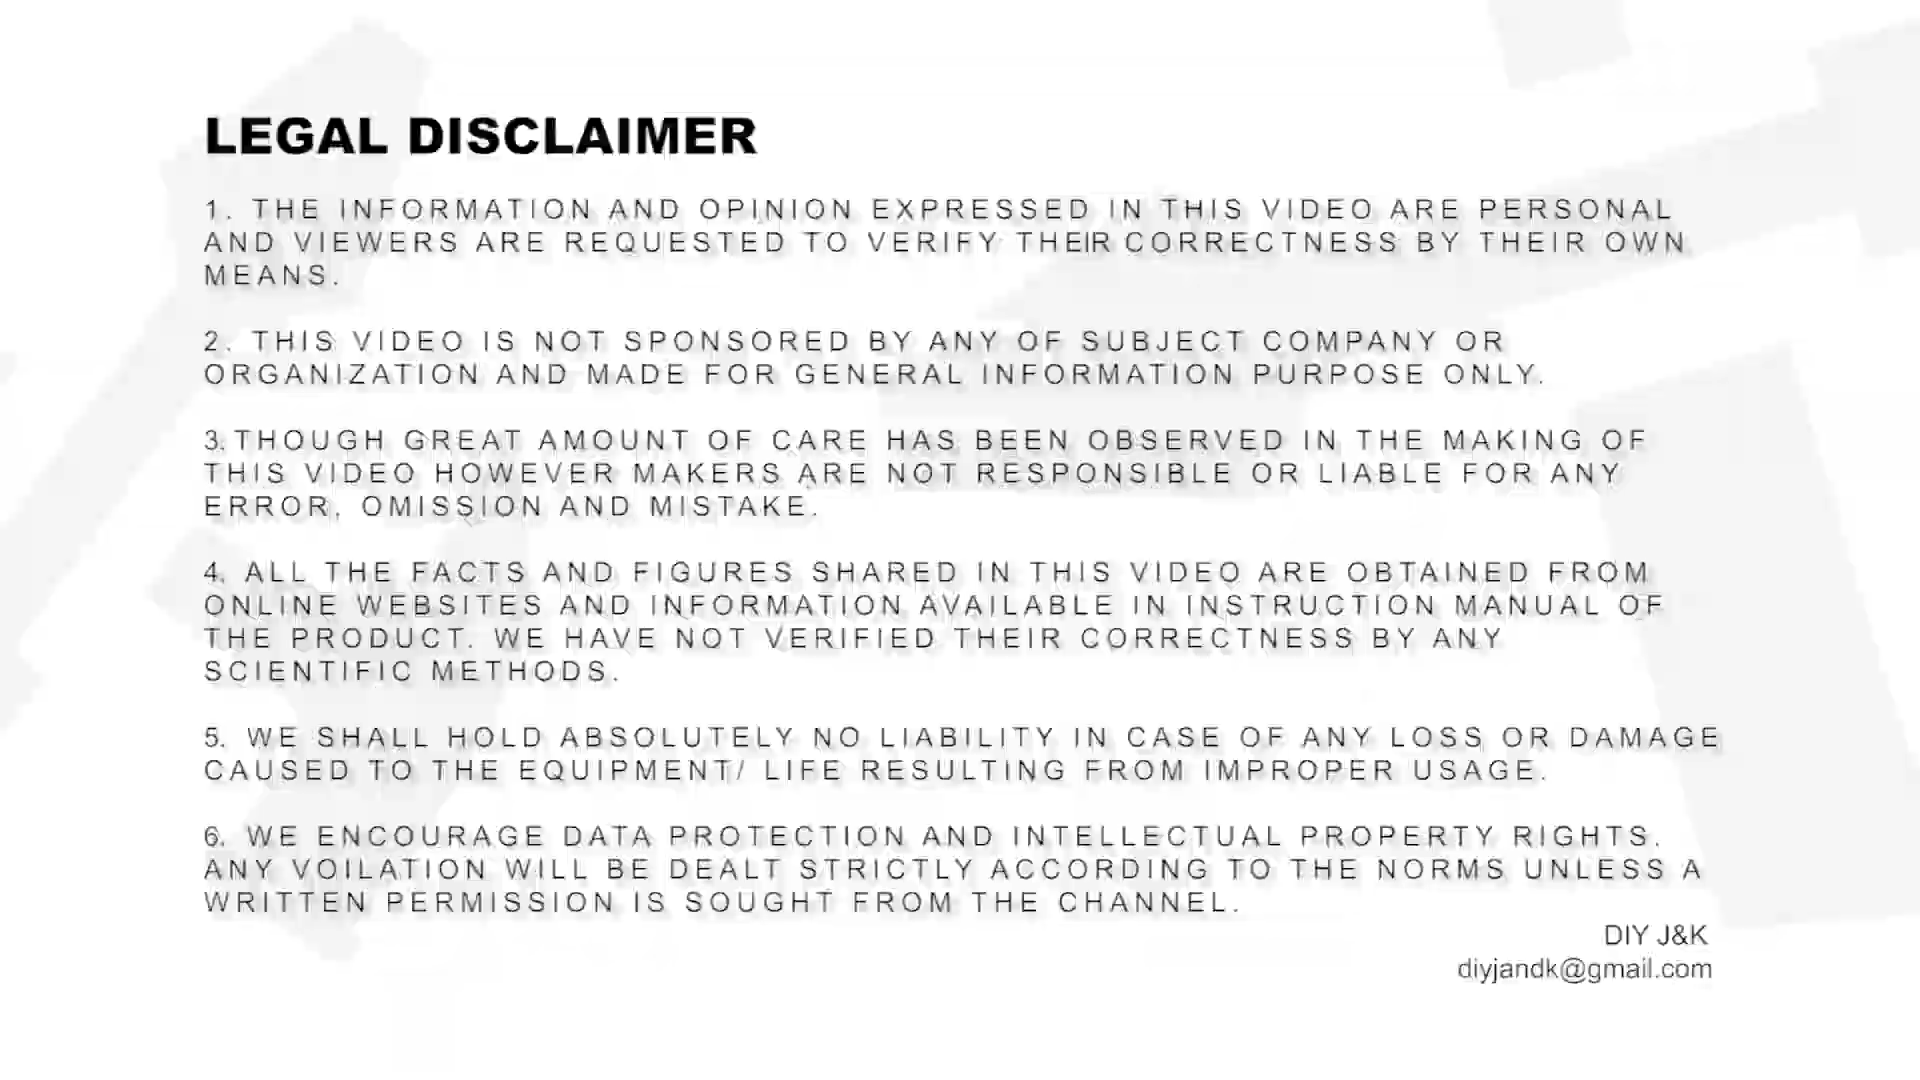 LEGAL DISCLAIMER
1. THE INFORMATION AND OPINION EXPRESSED IN THIS VIDEO ARE PERSONAL
AND VIEWERS ARE REQUESTED TO VERIFY THEIR CORRECTNESS BY THEIR OWN
MEANS.
2. THIS VIDEO IS NOT SPONSORED BY ANY OF SUBJECT COMPANY OR
ORGANIZATION AND MADE FOR GENERAL INFORMATION PURPOSE ONLY.
3.THOUGH GREAT AMOUNT OF CARE HAS BEEN OBSERVED IN THE MAKING OF
THIS VIDEO HOWEVER MAKERS ARE NOT RESPONSIBLE OR LIABLE FOR ANY
ERROR, OMISSION AND MISTAKE.
4. ALL THE FACTS AND FIGURES SHARED IN THIS VIDEO ARE OBTAINED FROM
ONLINE WEBSITES AND INFORMATION AVAILABLE IN INSTRUCTION MANUAL OF
THE PRODUCT. WE HAVE NOT VERIFIED THEIR CORRECTNESS BY ANY
SCIENTIFIC METHODS.
5. WE SHALL HOLD ABSOLUTELY NO LIABILITY IN CASE OF ANY LOSS OR DAMAGE
CAUSED TO THE EQUIPMENT/ LIFE RESULTING FROM IMPROPER USAGE.
6. WE ENCOURAGE DATA PROTECTION AND INTELLECTUAL PROPERTY RIGHTS.
ANY VOILATION WILL BE DEALT STRICTLY ACCORDING TO THE NORMS UNLESS A
WRITTEN PERMISSION IS SOUGHT FROM THE CHANNEL.
DIY J&K
diyjandk@gmail.com